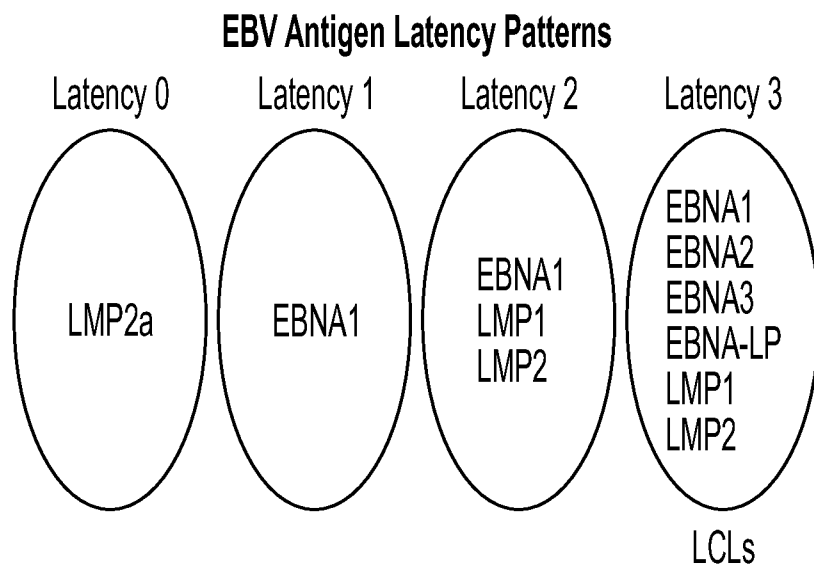 EBV Antigen Latency Patterns
Latency 0
Latency 1
Latency 2
Latency 3
LMP2a
EBNA1
EBNA1
LMP1
LMP2
EBNA1
EBNA2
EBNA3
EBNA-LP
LMP1
LMP2
LCLs